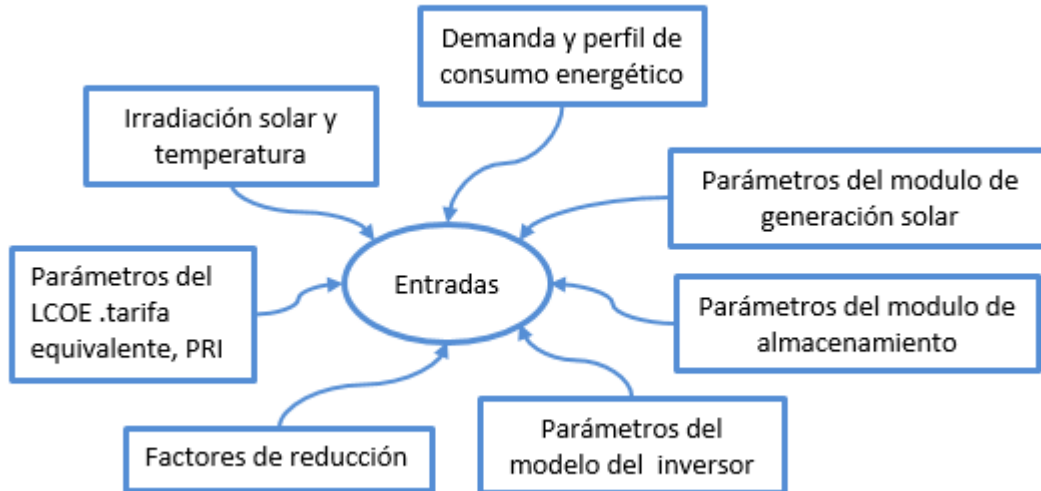 Demanda y perfil de
consumo energético
Irradiación solar y
temperatura
Parámetros del modulo de
generación solar
Parámetros del
LCOE .tarifa
equivalente, PRI
Entradas
Parámetros del modulo de
almacenamiento
Factores de reducción
Parámetros del
modelo del inversor